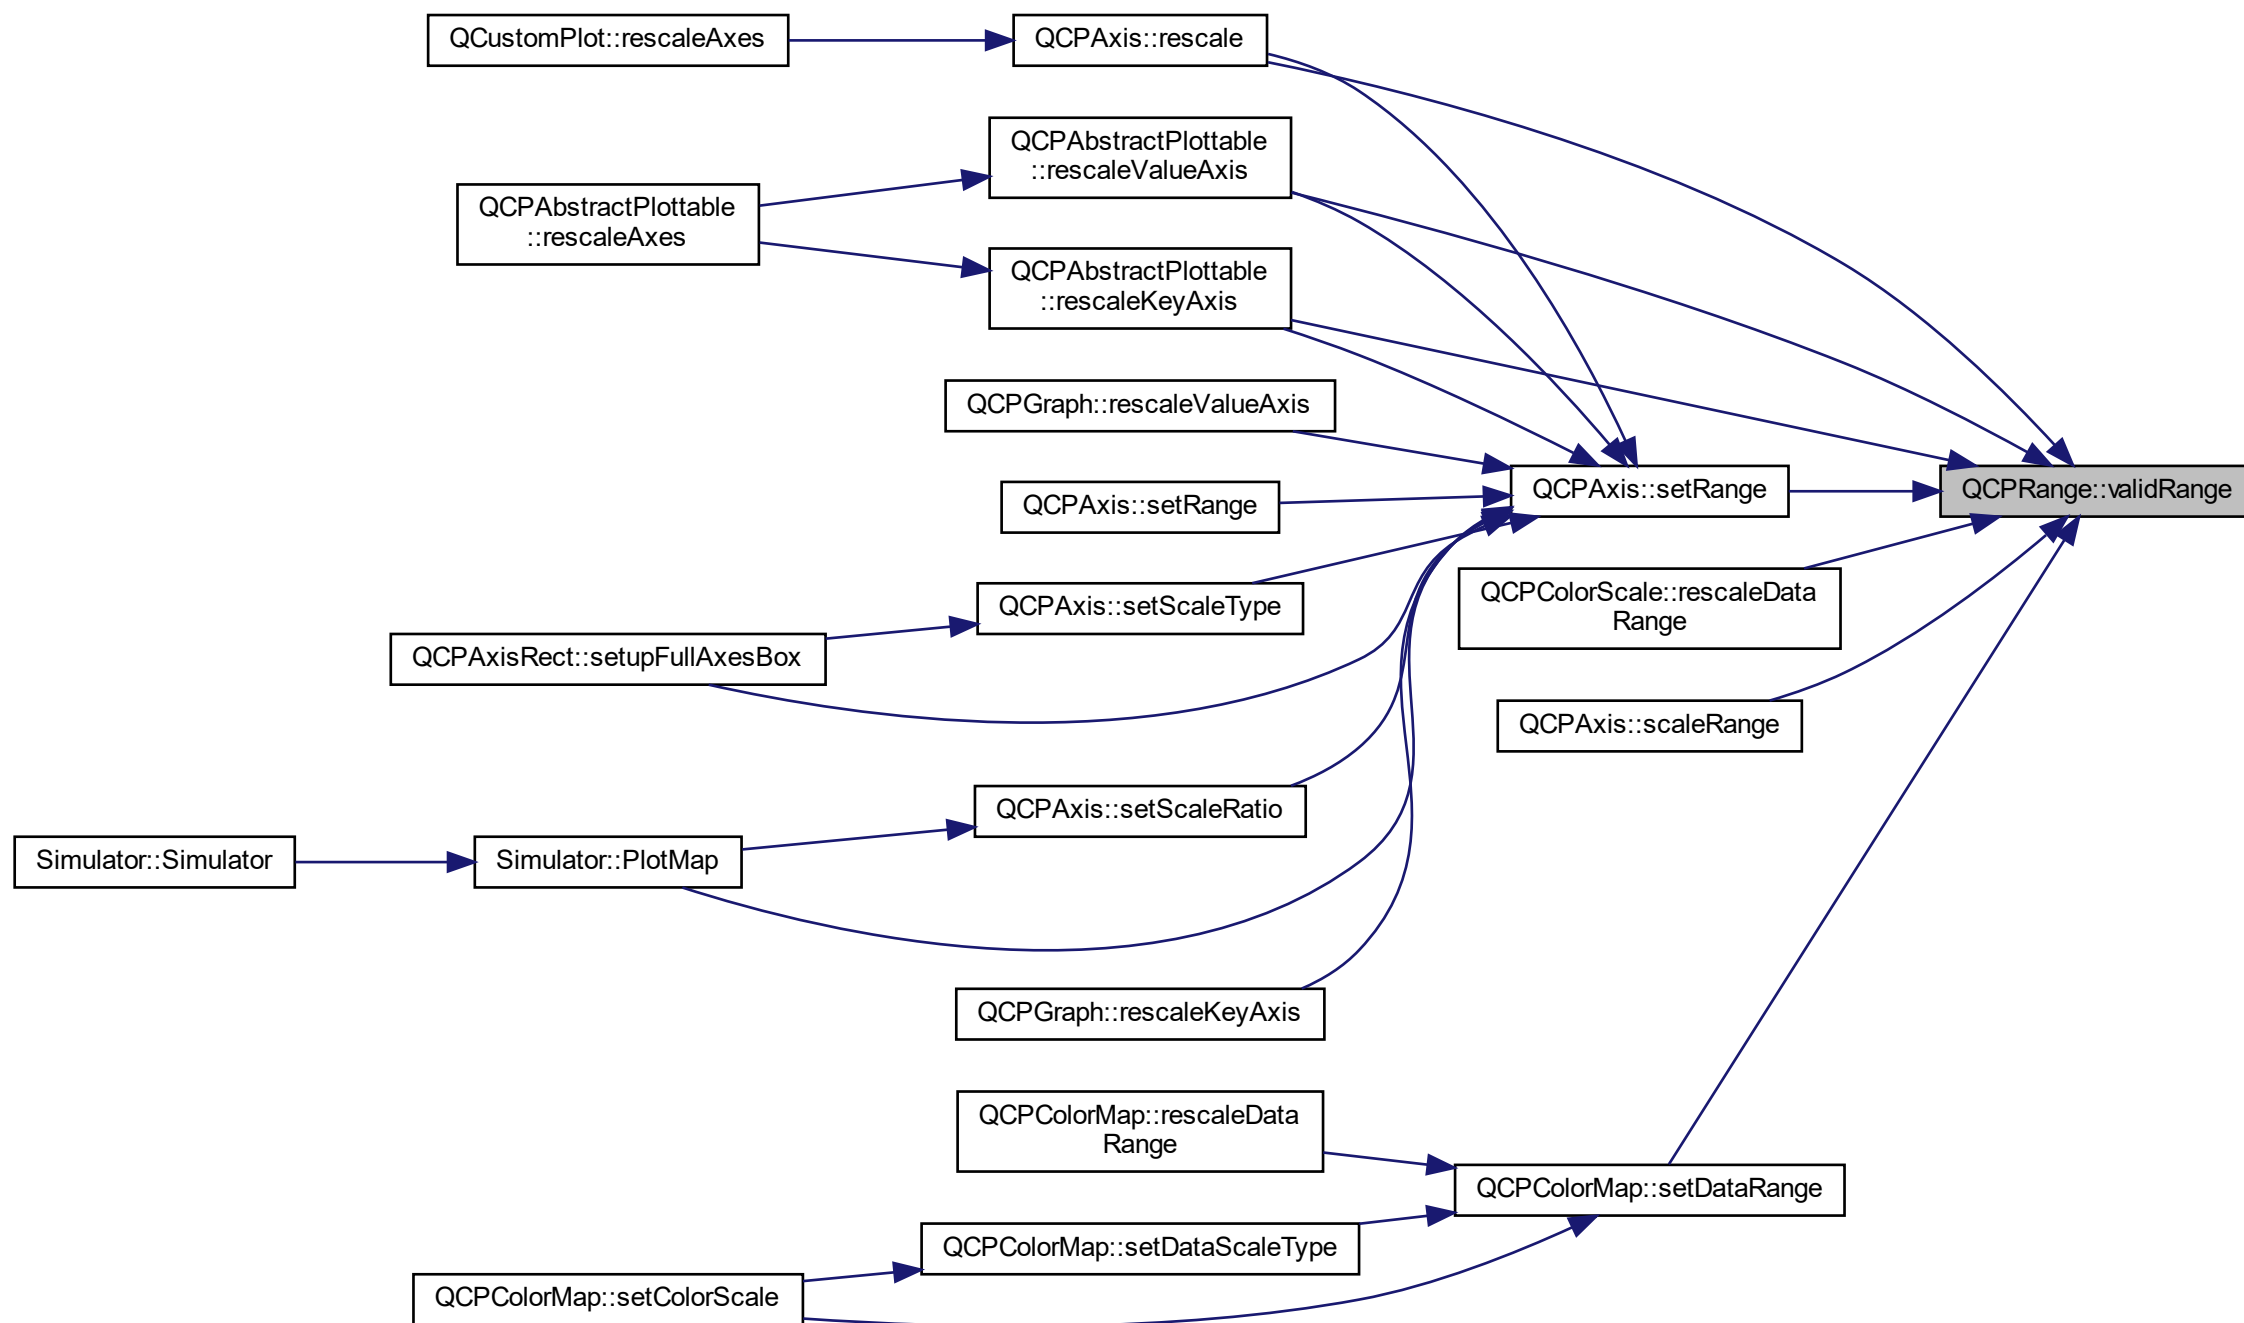 QCustomPlot::rescaleAxes
QCPAxis::rescale
QCPAbstractPlottable
::rescaleValueAxis
QCPAbstractPlottable
::rescaleAxes
QCPAbstractPlottable
::rescaleKeyAxis
QCPGraph::rescaleValueAxis
QCPAxis::setRange
QCPRange::validRange
QCPAxis::setRange
QCPColorScale::rescaleData
Range
QCPAxis::setScaleType
QCPAxisRect::setupFullAxesBox
QCPAxis::scaleRange
QCPAxis::setScaleRatio
Simulator::Simulator
Simulator::PlotMap
QCPGraph::rescaleKeyAxis
QCPColorMap::rescaleData
Range
QCPColorMap::setDataRange
QCPColorMap::setDataScaleType
QCPColorMap::setColorScale